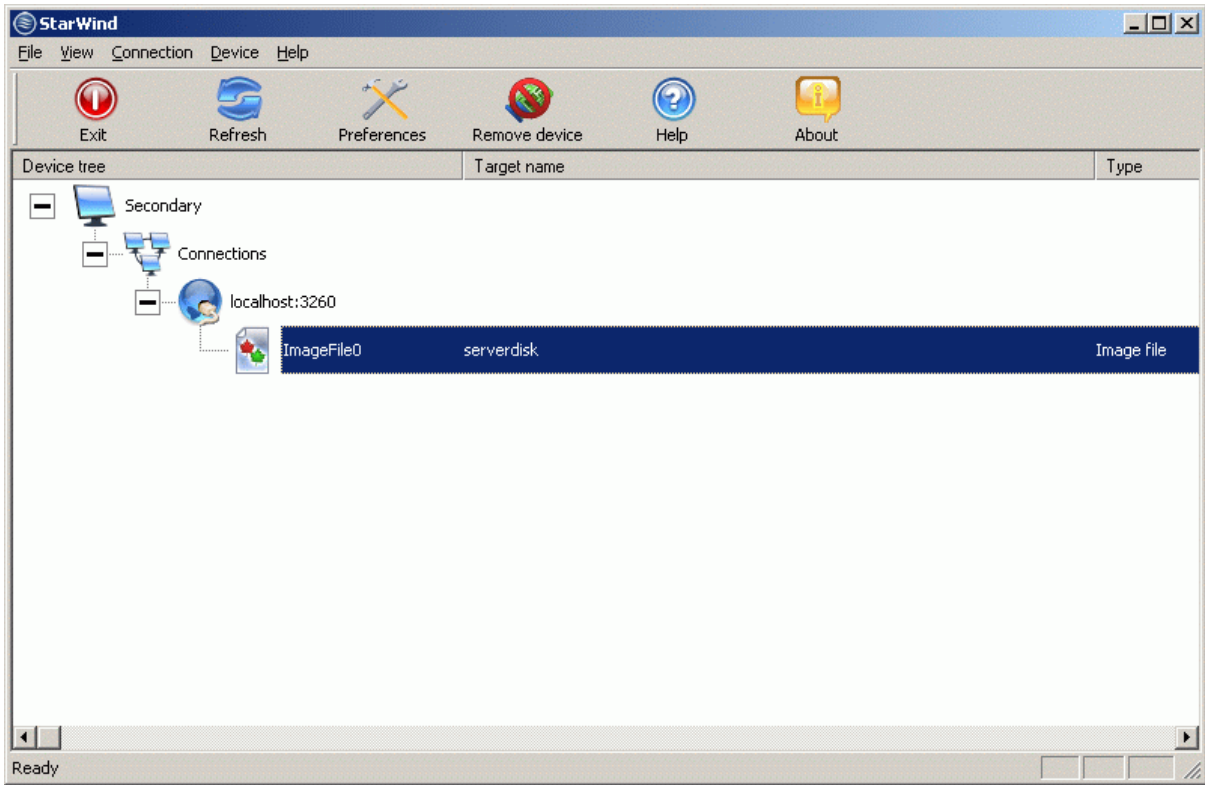 StarWind
File View Connection Device Help
Exit Refresh Preferences Remove device Help About
Device tree Target name Type
Secondary
Connections
localhost:3260
ImageFile0 serverdisk Image file
Ready